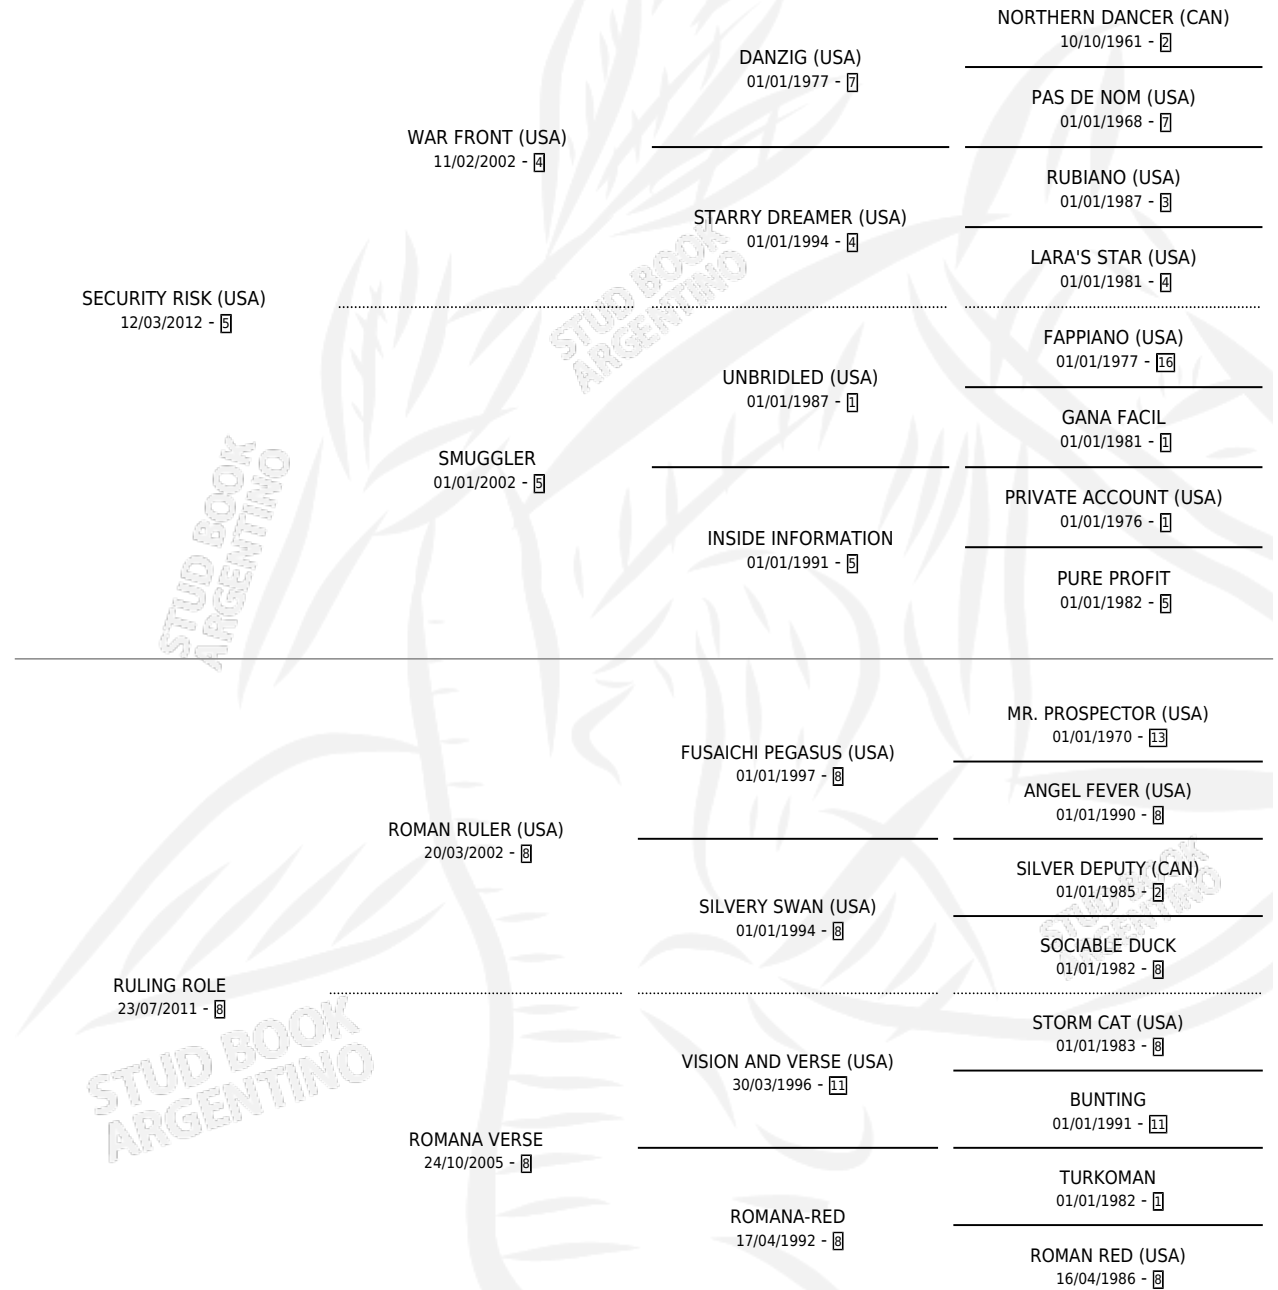 NORTHERN DANCER (CAN)
10/10/1961 - 2
DANZIG (USA)
01/01/1977 - 7
PAS DE NOM (USA)
01/01/1968 - 7
WAR FRONT (USA)
11/02/2002 - 4
RUBIANO (USA)
01/01/1987 - 3
STARRY DREAMER (USA)
01/01/1994 - 4
LARA'S STAR (USA)
01/01/1981 - 4
SECURITY RISK (USA)
12/03/2012 - 5
FAPPIANO (USA)
01/01/1977 - 16
UNBRIDLED (USA)
01/01/1987 - 1
GANA FACIL
01/01/1981 - 1
SMUGGLER
01/01/2002 - 5
PRIVATE ACCOUNT (USA)
01/01/1976 - 1
INSIDE INFORMATION
01/01/1991 - 5
PURE PROFIT
01/01/1982 - 5
MR. PROSPECTOR (USA)
01/01/1970 - 13
FUSAICHI PEGASUS (USA)
01/01/1997 - 8
ANGEL FEVER (USA)
01/01/1990 - 8
ROMAN RULER (USA)
20/03/2002 - 8
SILVER DEPUTY (CAN)
01/01/1985 - 2
SILVERY SWAN (USA)
01/01/1994 - 8
SOCIABLE DUCK
01/01/1982 - 8
RULING ROLE
23/07/2011 - 8
STORM CAT (USA)
01/01/1983 - 8
VISION AND VERSE (USA)
30/03/1996 - 11
BUNTING
01/01/1991 - 11
ROMANA VERSE
24/10/2005 - 8
TURKOMAN
01/01/1982 - 1
ROMANA-RED
17/04/1992 - 8
ROMAN RED (USA)
16/04/1986 - 8
STUD BOOK
ARGENTINO
STUD BOOK
ARGENTINO
STUD BOOK
ARGENTINO
STUD BOOK
ARGENTINO